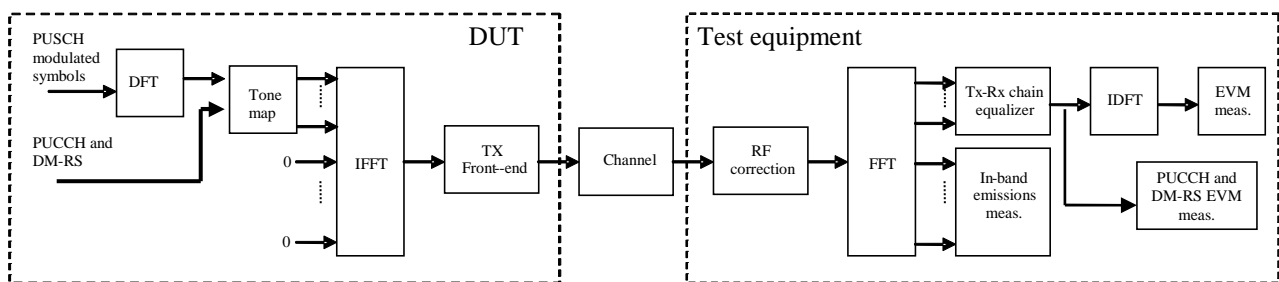 DUT
Test equipment
PUSCH
modulated
symbols
DFT
Tone
map
PUCCH and
DM-RS
0
0
IFFT
TX
Front--end
Channel
RF
correction
FFT
Tx-Rx chain
equalizer
IDFT
EVM
meas.
In-band
emissions
meas.
PUCCH and
DM-RS EVM
meas.